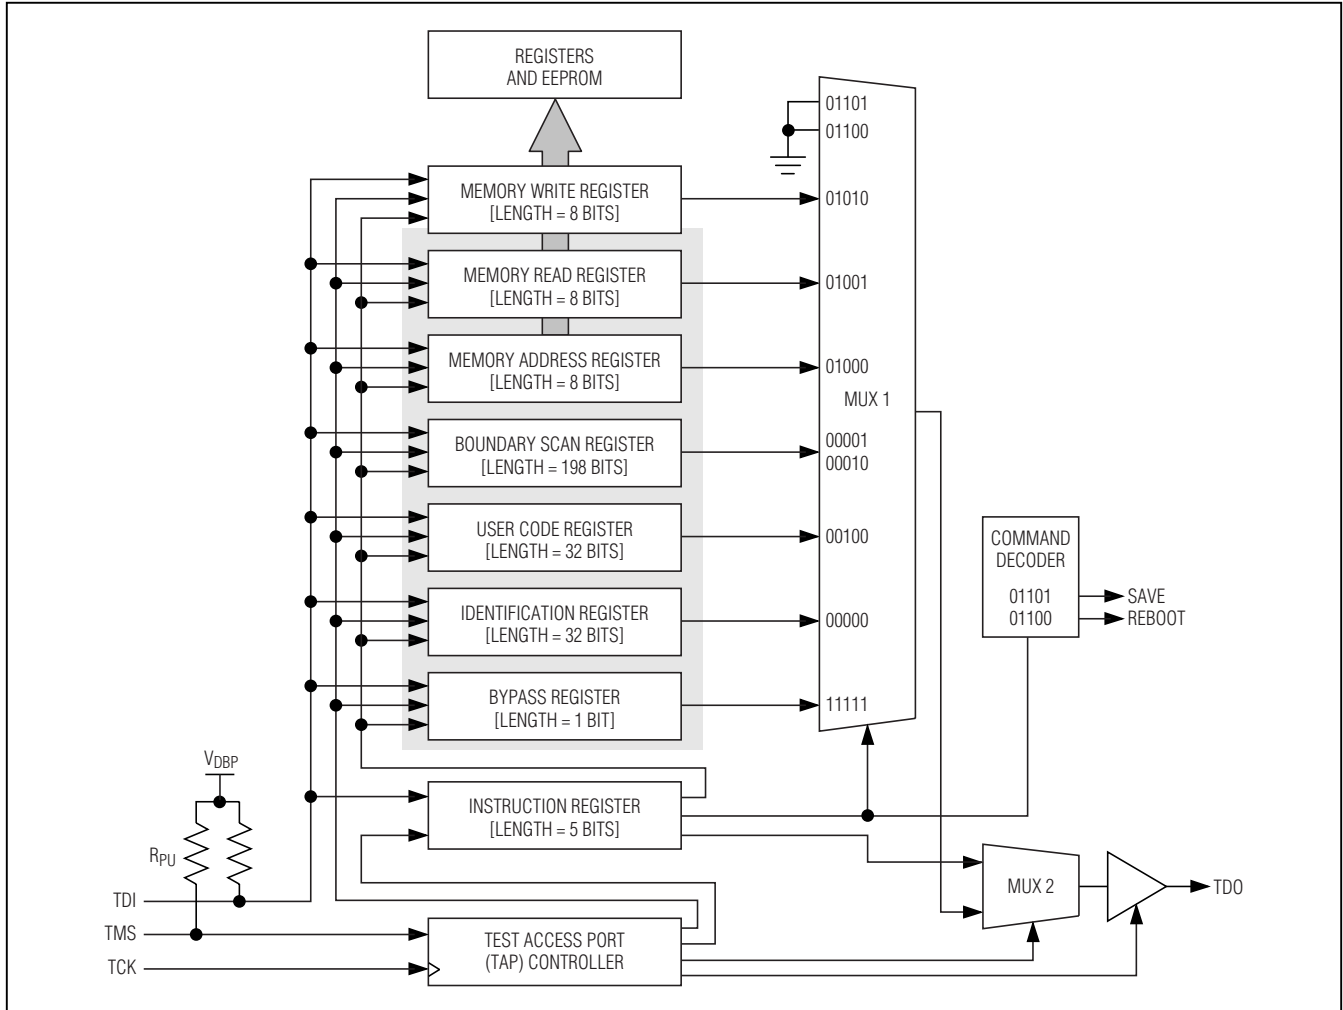 REGISTERS
AND EEPROM
MEMORY WRITE REGISTER
[LENGTH = 8 BITS]
MEMORY READ REGISTER
[LENGTH = 8 BITS]
MEMORY ADDRESS REGISTER
[LENGTH = 8 BITS]
BOUNDARY SCAN REGISTER
[LENGTH = 198 BITS]
USER CODE REGISTER
[LENGTH = 32 BITS]
IDENTIFICATION REGISTER
[LENGTH = 32 BITS]
BYPASS REGISTER
[LENGTH = 1 BIT]
INSTRUCTION REGISTER
[LENGTH = 5 BITS]
TEST ACCESS PORT
(TAP) CONTROLLER
01101
01100
01010
01001
01000
MUX 1
00001
00010
00100
00000
11111
COMMAND
DECODER
01101
01100
SAVE
REBOOT
MUX 2
TDO
VDBP
RPU
TDI
TMS
TCK